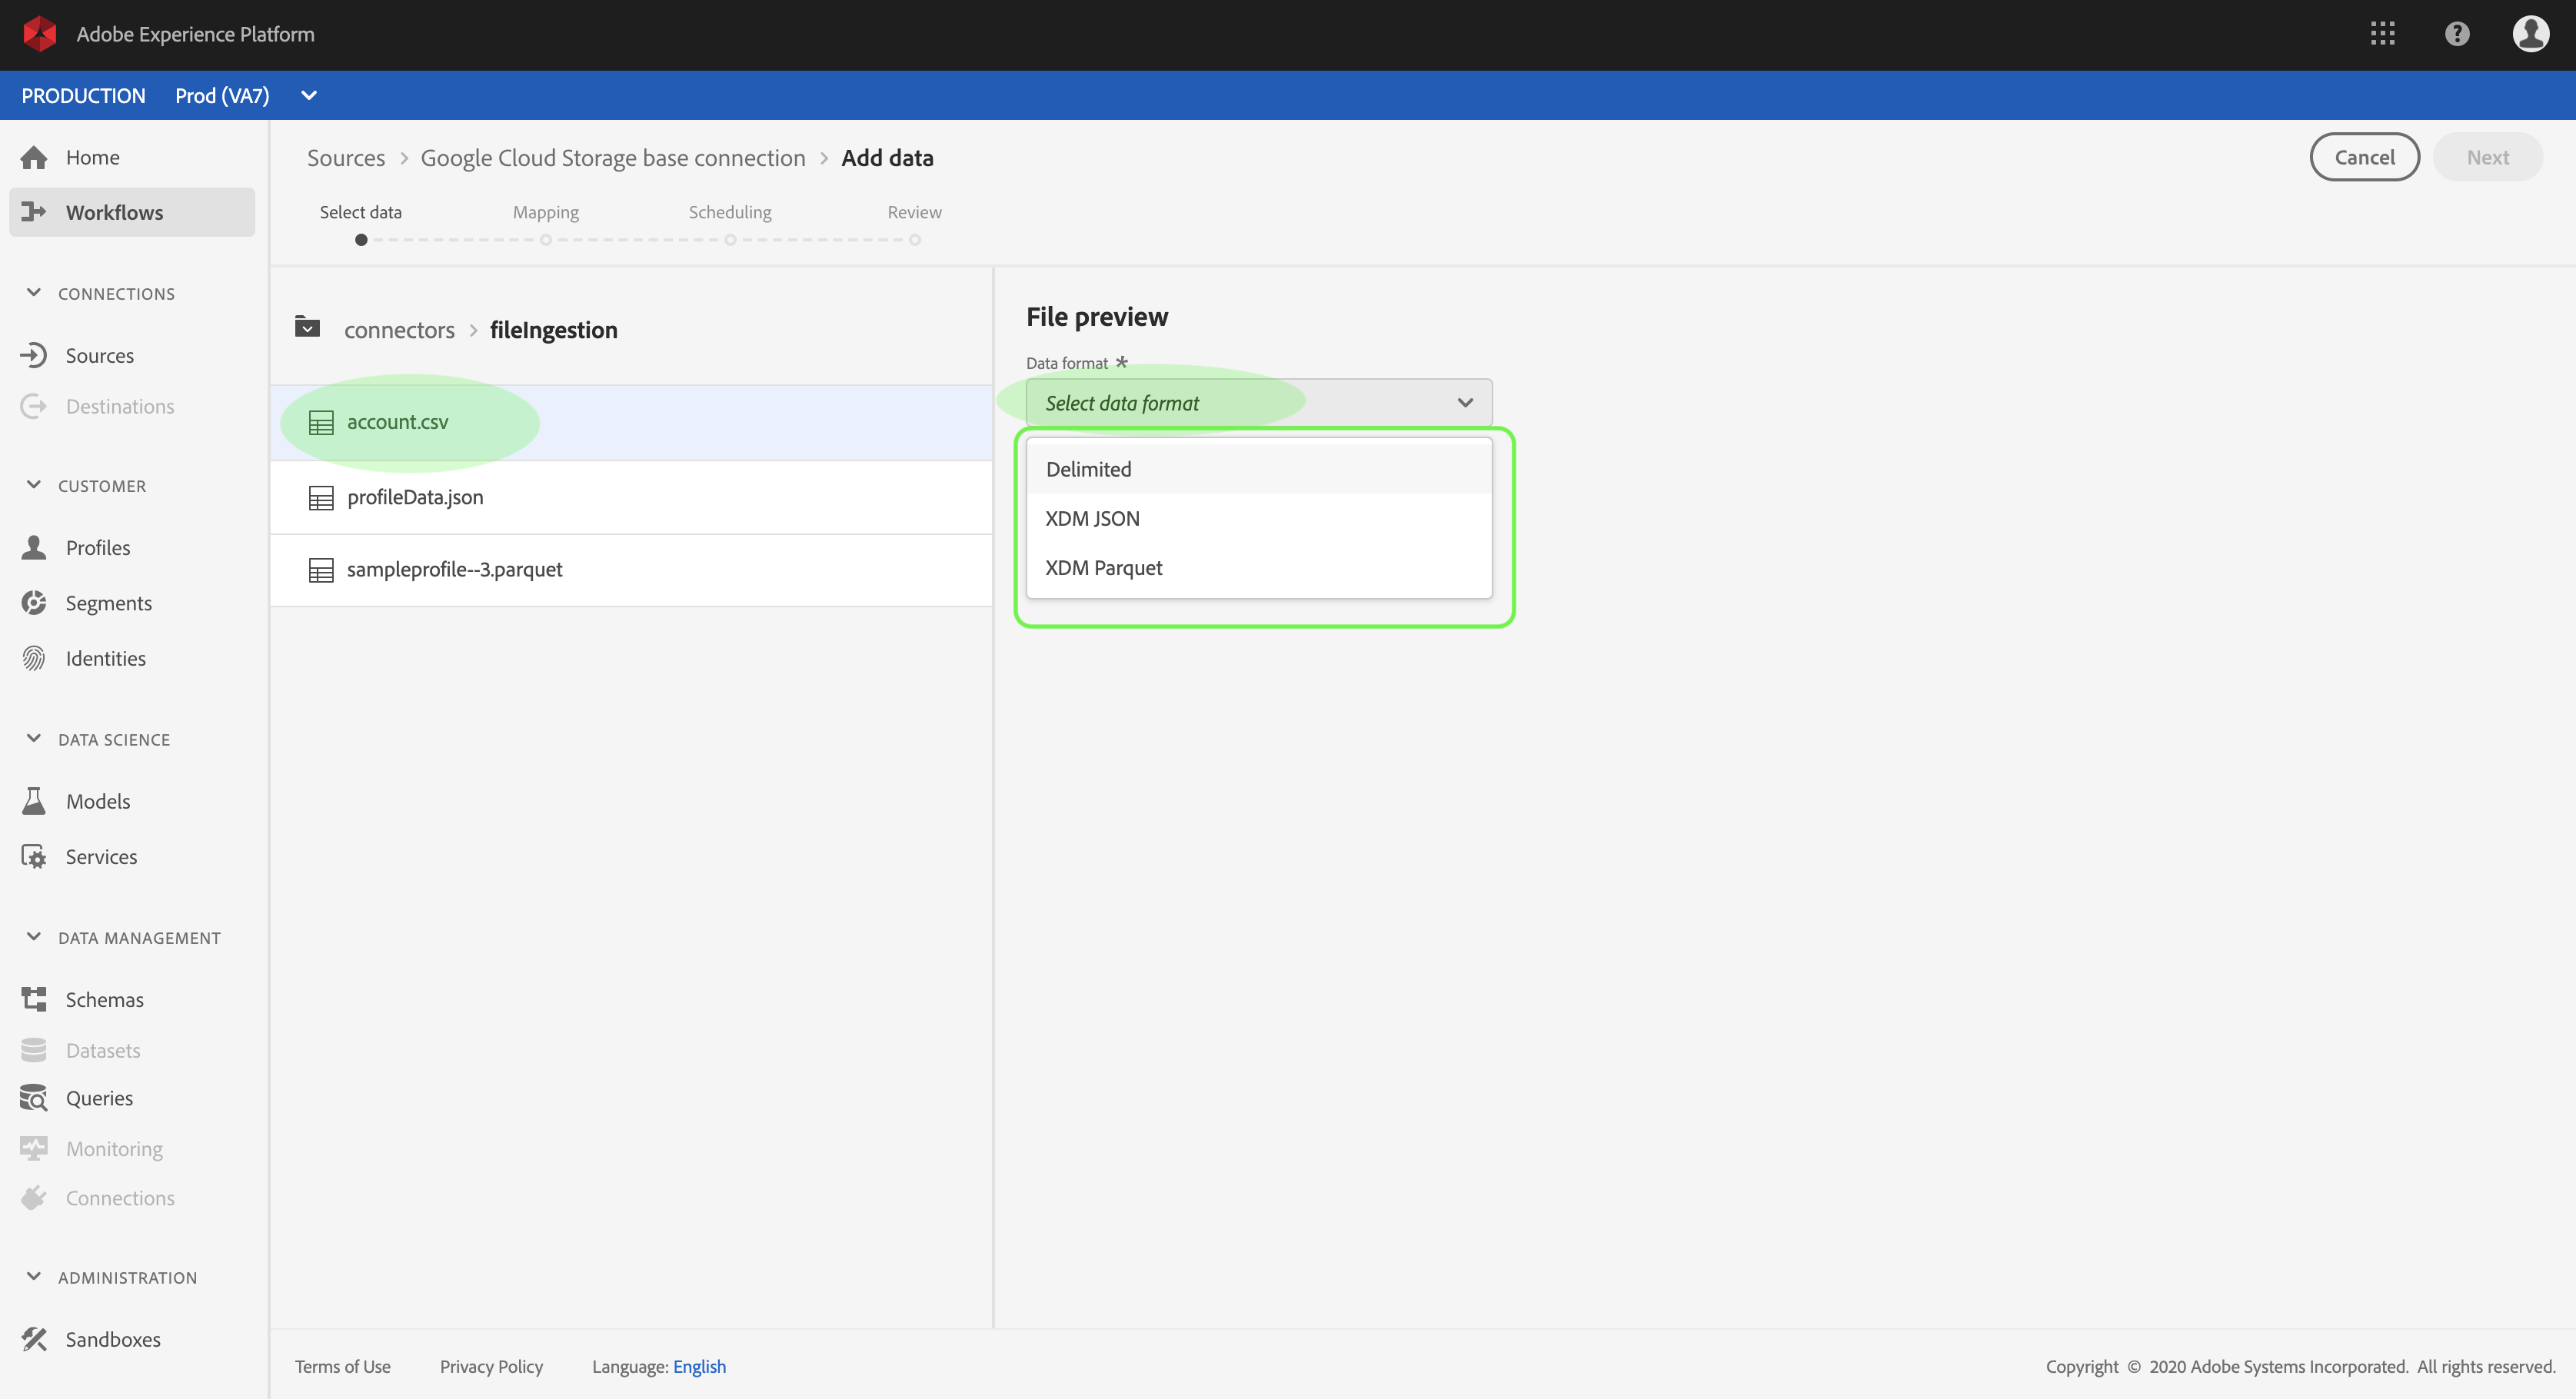 Adobe Experience Platform
?
PRODUCTION Prod (VA7)
Home
Workflows
CONNECTIONS
Sources
Destinations
CUSTOMER
Profiles
Segments
Identities
DATA SCIENCE
Models
Services
DATA MANAGEMENT
Schemas
Datasets
Queries
Monitoring
Connections
ADMINISTRATION
Sandboxes
Sources > Google Cloud Storage base connection > Add data
Cancel Next
Select data Mapping Scheduling Review
connectors > fileIngestion
account.csv
profileData.json
sampleprofile--3.parquet
File preview
Data format *
Select data format
Delimited
XDM JSON
XDM Parquet
Terms of Use Privacy Policy Language: English
Copyright © 2020 Adobe Systems Incorporated. All rights reserved.